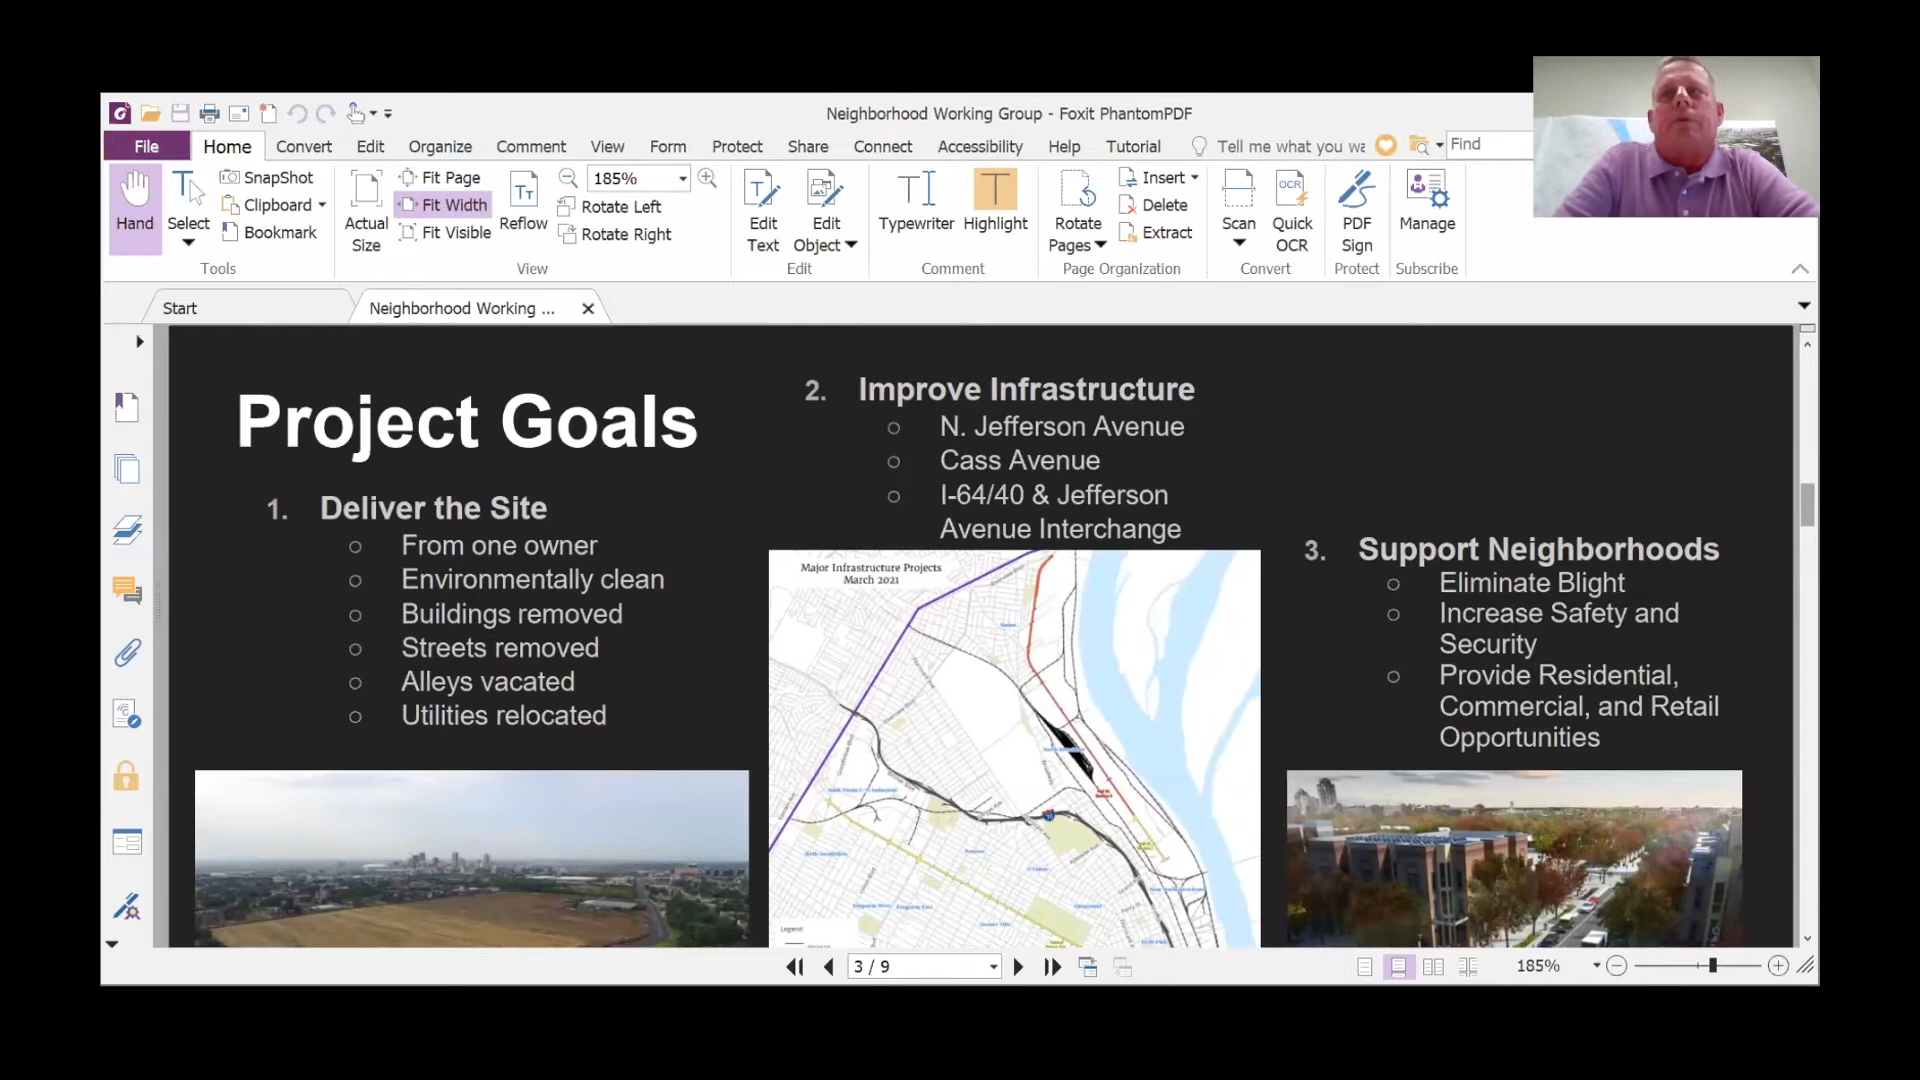 Neighborhood Working Group - Foxit PhantomPDF
File Home Convert Edit Organize Comment View Form Protect Share Connect Accessibility Help Tutorial Tell me what you wa Find
Hand
Select
SnapShot
Clipboard
Bookmark
Tools
Actual Size
Fit Page
Fit Width
Fit Visible
Reflow
185%
Rotate Left
Rotate Right
View
Edit Text
Edit Object
Edit
Typewriter
Highlight
Comment
Rotate Pages
Insert
Delete
Extract
Page Organization
Scan
Quick OCR
Convert
PDF Sign
Protect
Manage
Subscribe
Start
Neighborhood Working ...
Project Goals
1. Deliver the Site
From one owner
Environmentally clean
Buildings removed
Streets removed
Alleys vacated
Utilities relocated
2. Improve Infrastructure
N. Jefferson Avenue
Cass Avenue
I-64/40 & Jefferson
Avenue Interchange
Major Infrastructure Projects
March 2021
Legend
3. Support Neighborhoods
Eliminate Blight
Increase Safety and
Security
Provide Residential,
Commercial, and Retail
Opportunities
3 / 9
185%